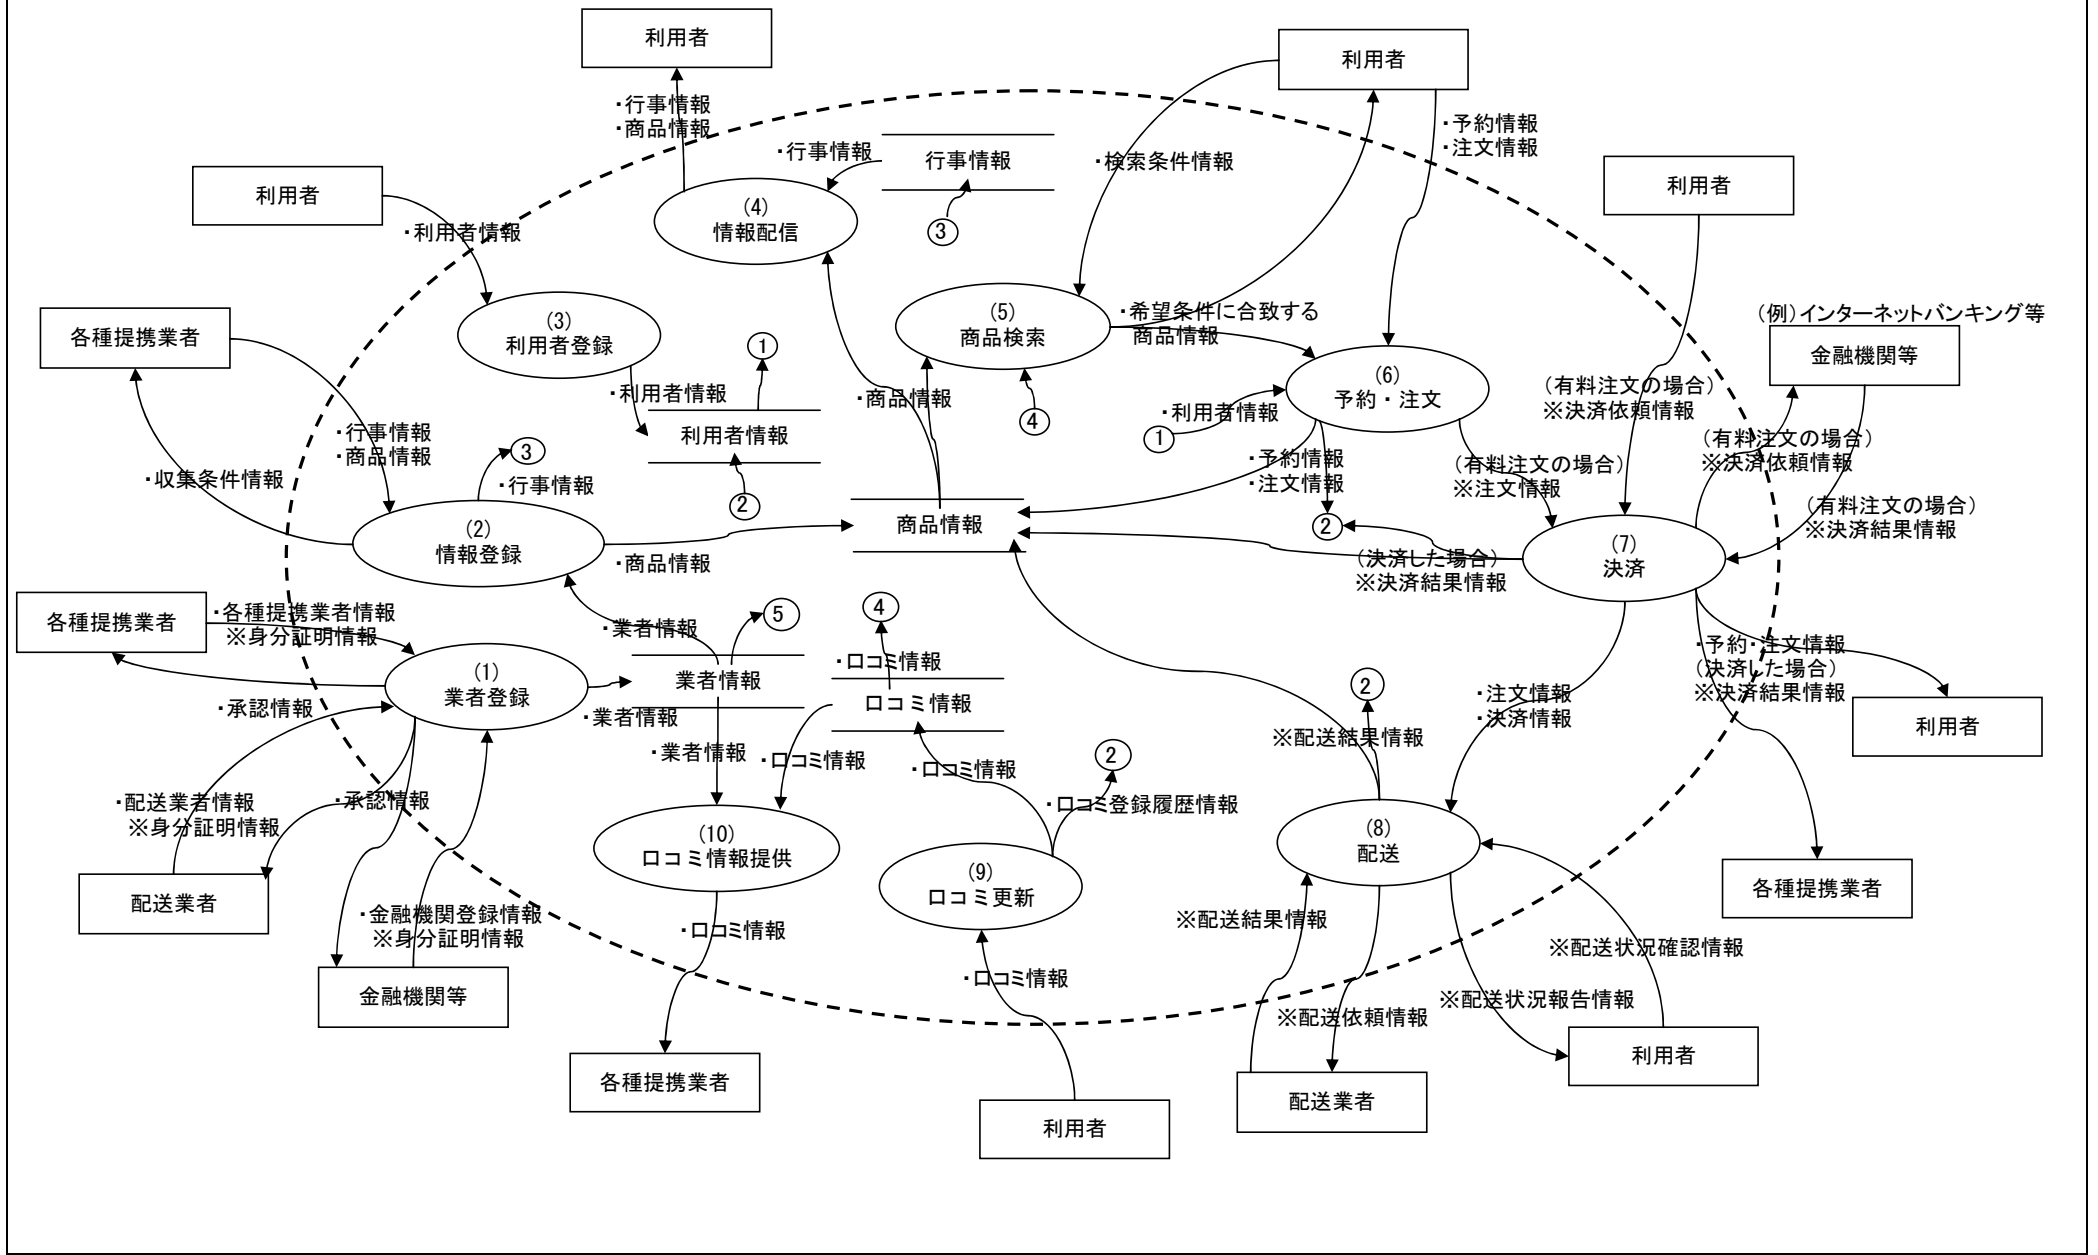 利用者
・行事情報
・商品情報
利用者
・予約情報
・注文情報
・行事情報
行事情報
③
・検索条件情報
利用者
利用者
・利用者情報
(4)
情報配信
(3)
利用者登録
(5)
商品検索
・希望条件に合致する
商品情報
(例)インターネットバンキング等
金融機関等
各種提携業者
・行事情報
・商品情報
・収集条件情報
①
・利用者情報
利用者情報
②
・商品情報
④
・利用者情報
①
(6)
予約・注文
(有料注文の場合)
※決済依頼情報
(有料注文の場合)
※決済依頼情報
(有料注文の場合)
※注文情報
(有料注文の場合)
※決済結果情報
③
・行事情報
(2)
情報登録
・商品情報
商品情報
・予約情報
・注文情報
②
(決済した場合)
※決済結果情報
(7)
決済
各種提携業者
・各種提携業者情報
※身分証明情報
・業者情報
⑤
④
・口コミ情報
(1)
業者登録
業者情報
口コミ情報
・承認情報
・業者情報
・業者情報
・口コミ情報
・口コミ情報
②
・口コミ登録履歴情報
②
※配送結果情報
・注文情報
・決済情報
・予約・注文情報
(決済した場合)
※決済結果情報
利用者
・配送業者情報
※身分証明情報
・承認情報
配送業者
・金融機関登録情報
※身分証明情報
金融機関等
(10)
口コミ情報提供
・口コミ情報
各種提携業者
(9)
口コミ更新
・口コミ情報
利用者
(8)
配送
※配送結果情報
※配送依頼情報
配送業者
※配送状況確認情報
※配送状況報告情報
利用者
各種提携業者